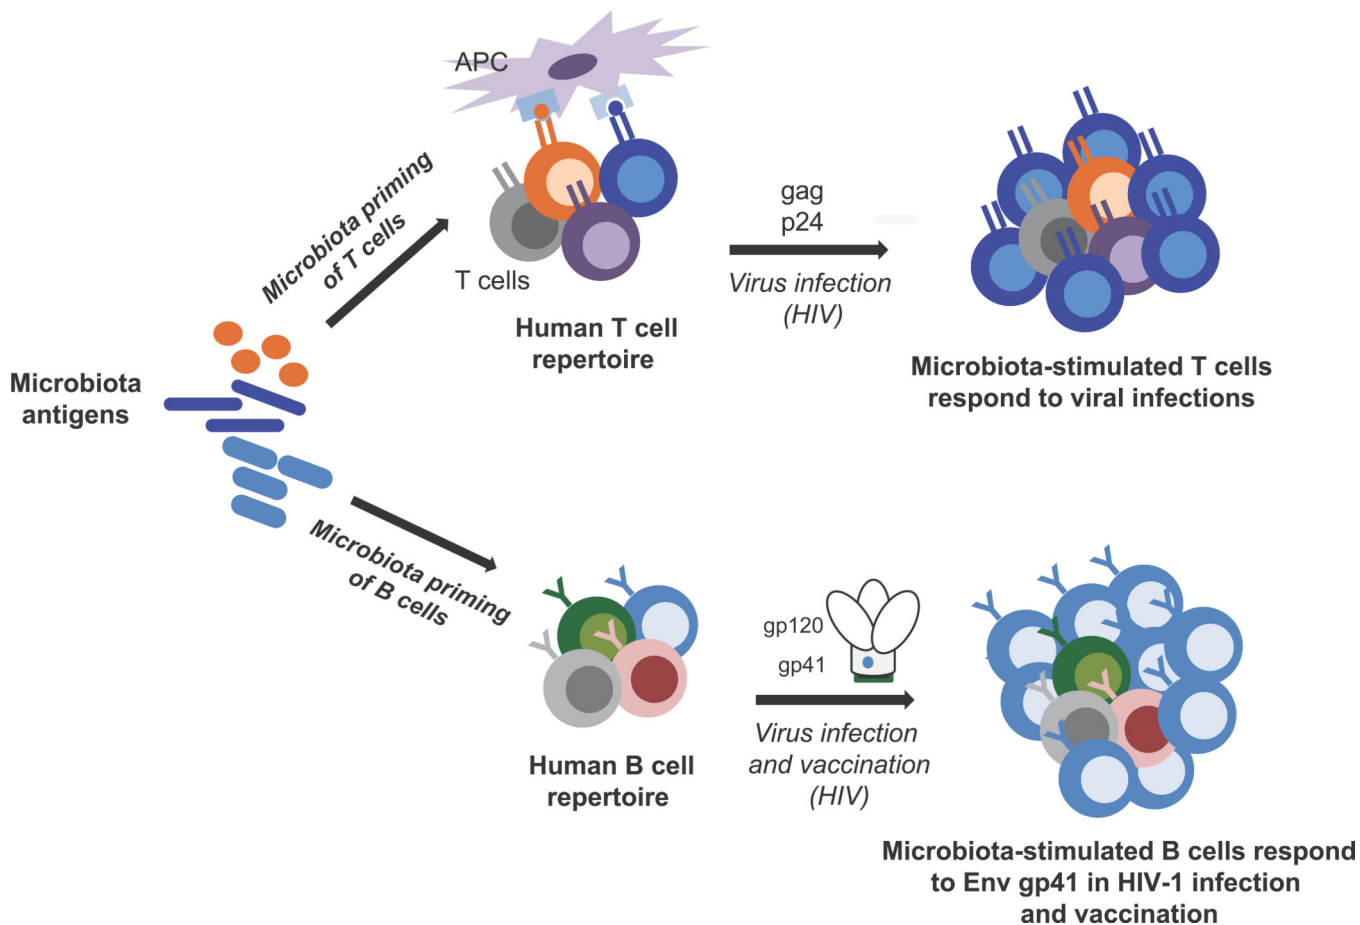 APC
Microbiota priming
of T cells
T cells
Human T cell
repertoire
gag
p24
Virus infection
(HIV)
Microbiota-stimulated T cells
respond to viral infections
Microbiota
antigens
Microbiota priming
of B cells
Human B cell
repertoire
gp120
gp41
Virus infection
and vaccination
(HIV)
Microbiota-stimulated B cells respond
to Env gp41 in HIV-1 infection
and vaccination